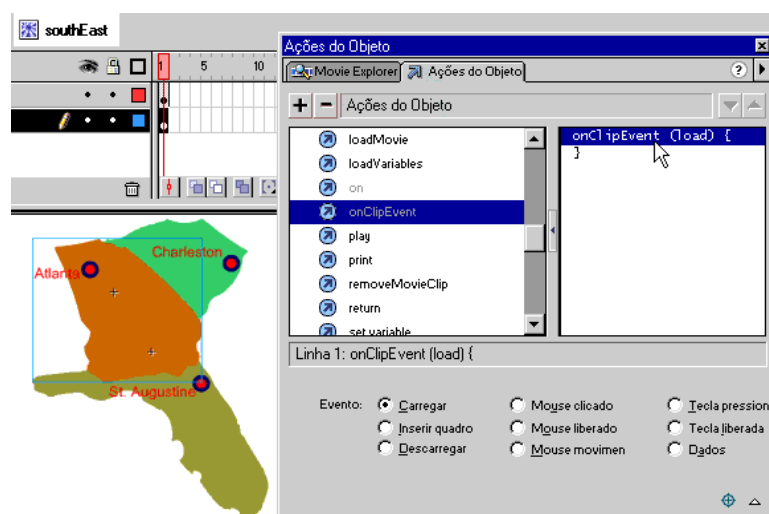 southEast
1 5 10
Ações do Objeto
Movie Explorer Ações do Objeto ?
+ − Ações do Objeto
loadMovie
loadVariables
on
onClipEvent
play
print
removeMovieClip
return
set variable
onClipEvent (load) {
}
Linha 1: onClipEvent (load) {
Evento: Carregar Mouse clicado Tecla pression
Inserir quadro Mouse liberado Tecla liberada
Descarregar Mouse movimen Dados
Charleston
Atlanta
St. Augustine